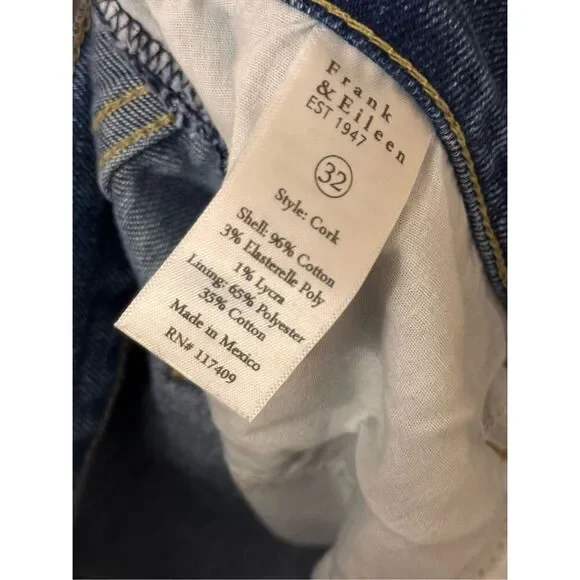 Frank
& Eileen
EST 1947
32
Style: Cork
Shell: 96% Cotton
3% Elasterelle Poly
1% Lycra
Lining: 65% Polyester
35% Cotton
Made in Mexico
RN# 117409